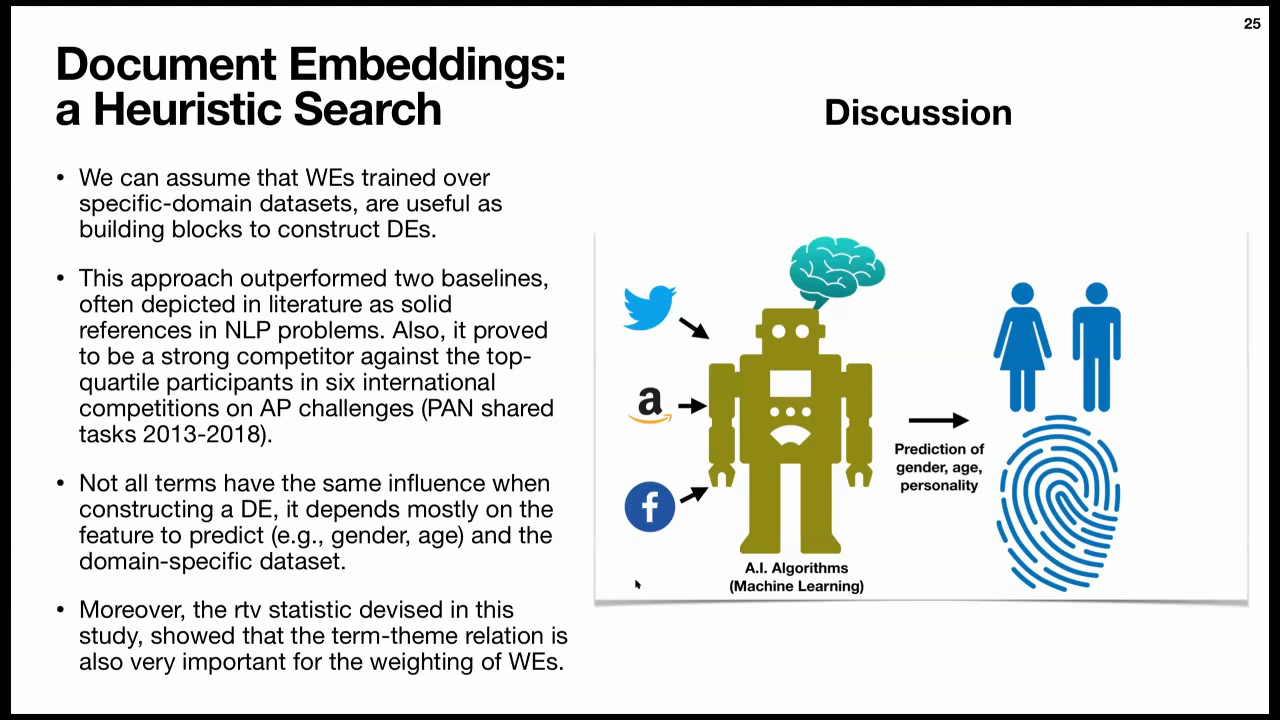 25
Document Embeddings:
a Heuristic Search
Discussion
• We can assume that WEs trained over
specific-domain datasets, are useful as
building blocks to construct DEs.
• This approach outperformed two baselines,
often depicted in literature as solid
references in NLP problems. Also, it proved
to be a strong competitor against the top-
quartile participants in six international
competitions on AP challenges (PAN shared
tasks 2013-2018).
• Not all terms have the same influence when
constructing a DE, it depends mostly on the
feature to predict (e.g., gender, age) and the
domain-specific dataset.
• Moreover, the rtv statistic devised in this
study, showed that the term-theme relation is
also very important for the weighting of WEs.
a
f
A.I. Algorithms
(Machine Learning)
Prediction of
gender, age,
personality